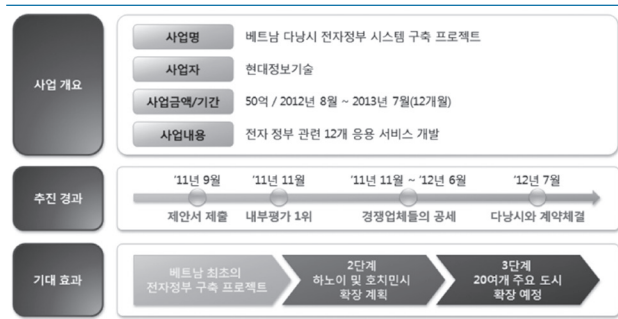 사업 개요
사업명 베트남 다낭시 전자정부 시스템 구축 프로젝트
사업자 현대정보기술
사업금액/기간 50억 / 2012년 8월 ~ 2013년 7월(12개월)
사업내용 전자 정부 관련 12개 응용 서비스 개발
추진 경과
'11년 9월 '11년 11월 '11년 11월 ~ '12년 6월 '12년 7월
제안서 제출 내부평가 1위 경쟁업체들의 공세 다낭시와 계약체결
기대 효과
베트남 최초의
전자정부 구축 프로젝트
2단계
하노이 및 호치민시
확장 계획
3단계
20여개 주요 도시
확장 예정